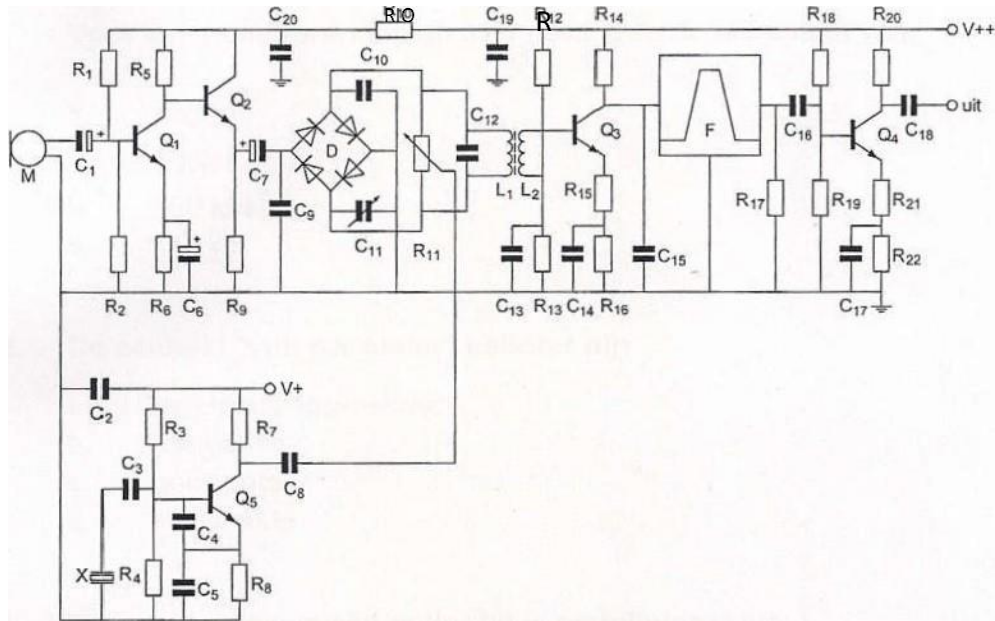 C20 R10 C19 R12 R14 R18 R20
V++
R1 R5 C10
Q2 C12 uit
Q1 D Q3 F C16 Q4 C18
M C1 C7
L1 L2 R15 R17 R19 R21
C9 C11 R11
C15 R22
R2 R6 C6 R9 C13 R13 C14 R16 C17
V+
C2
R3 R7
C3 C8
Q5
C4
X R4 C5 R8